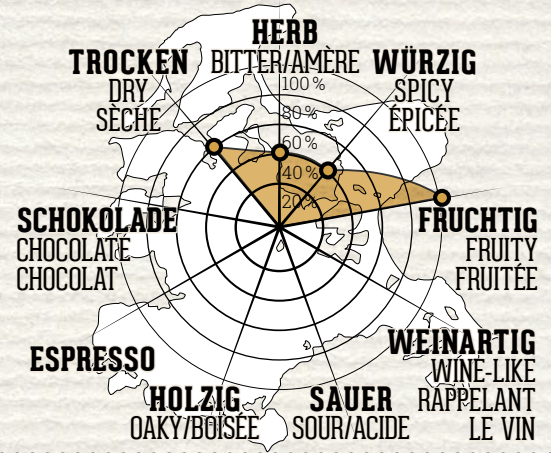 HERB
BITTER/AMÈRE
TROCKEN
DRY
SÈCHE
WÜRZIG
SPICY
ÉPICÉE
100 %
80 %
60 %
40 %
20 %
SCHOKOLADE
CHOCOLATE
CHOCOLAT
FRUCHTIG
FRUITY
FRUITÉE
ESPRESSO
WEINARTIG
WINE-LIKE
RAPPELANT
LE VIN
HOLZIG
OAKY/BOISÉE
SAUER
SOUR/ACIDE